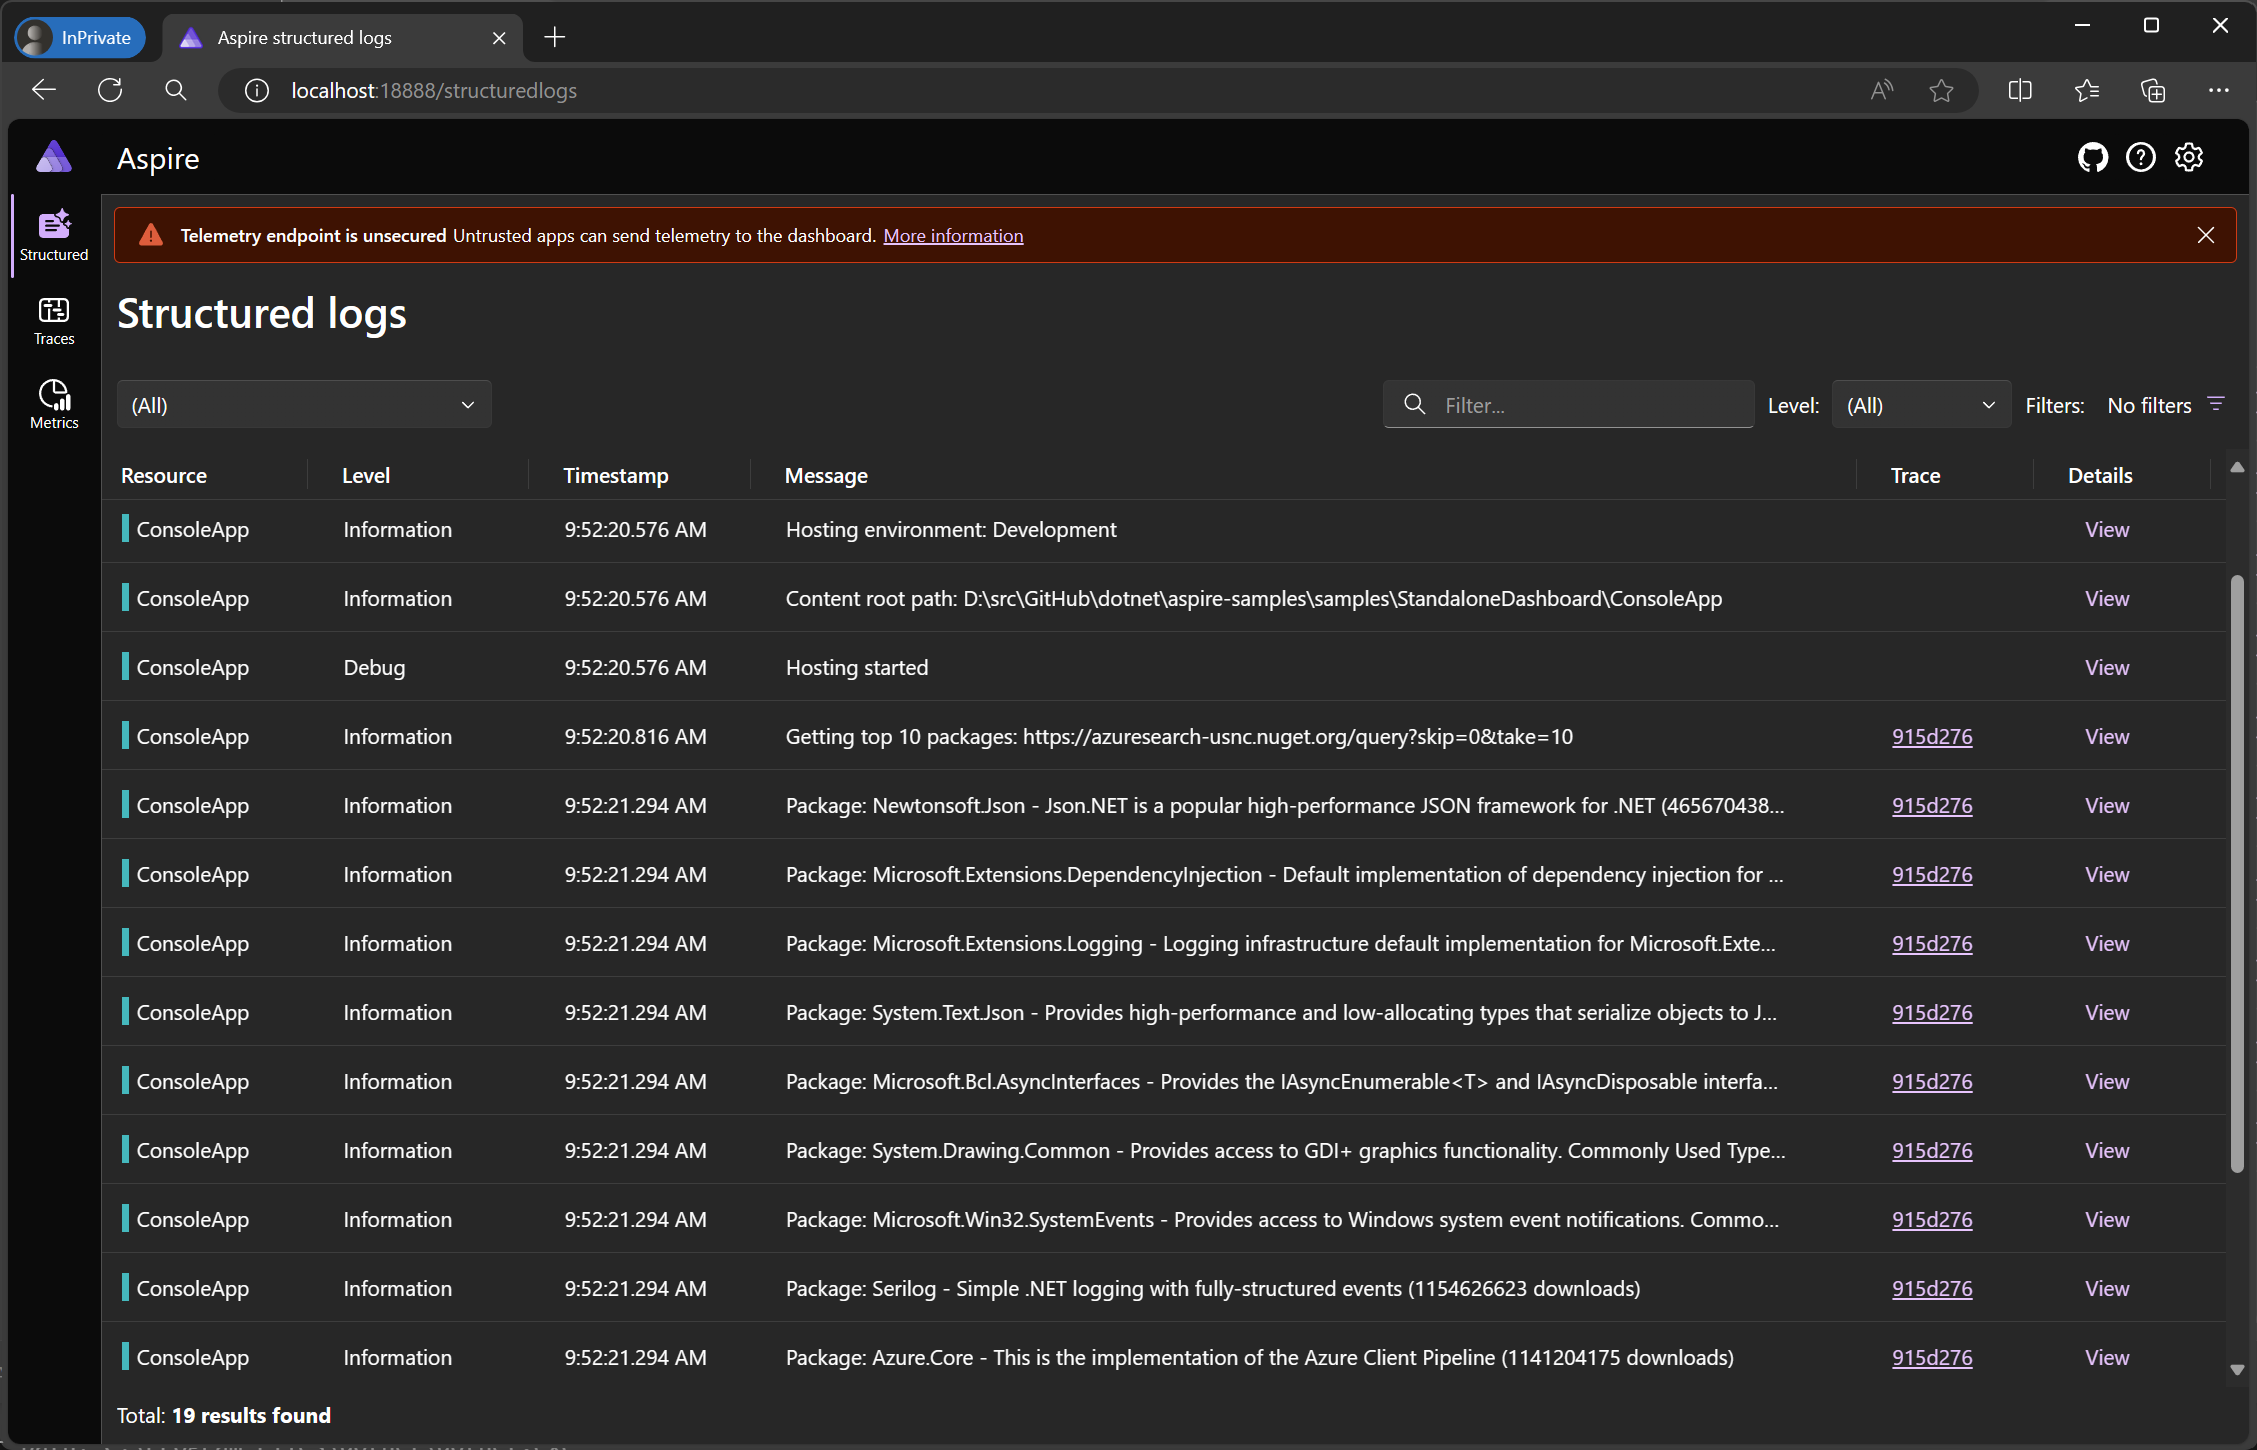 InPrivate
Aspire structured logs
localhost:18888/structuredlogs
Aspire
Structured
Traces
Metrics
Telemetry endpoint is unsecured Untrusted apps can send telemetry to the dashboard. More information
Structured logs
(All) Filter... Level: (All) Filters: No filters
Resource Level Timestamp Message Trace Details
ConsoleApp Information 9:52:20.576 AM Hosting environment: Development View
ConsoleApp Information 9:52:20.576 AM Content root path: D:\src\GitHub\dotnet\aspire-samples\samples\StandaloneDashboard\ConsoleApp View
ConsoleApp Debug 9:52:20.576 AM Hosting started View
ConsoleApp Information 9:52:20.816 AM Getting top 10 packages: https://azuresearch-usnc.nuget.org/query?skip=0&take=10 915d276 View
ConsoleApp Information 9:52:21.294 AM Package: Newtonsoft.Json - Json.NET is a popular high-performance JSON framework for .NET (465670438... 915d276 View
ConsoleApp Information 9:52:21.294 AM Package: Microsoft.Extensions.DependencyInjection - Default implementation of dependency injection for ... 915d276 View
ConsoleApp Information 9:52:21.294 AM Package: Microsoft.Extensions.Logging - Logging infrastructure default implementation for Microsoft.Exte... 915d276 View
ConsoleApp Information 9:52:21.294 AM Package: System.Text.Json - Provides high-performance and low-allocating types that serialize objects to J... 915d276 View
ConsoleApp Information 9:52:21.294 AM Package: Microsoft.Bcl.AsyncInterfaces - Provides the IAsyncEnumerable<T> and IAsyncDisposable interfa... 915d276 View
ConsoleApp Information 9:52:21.294 AM Package: System.Drawing.Common - Provides access to GDI+ graphics functionality. Commonly Used Type... 915d276 View
ConsoleApp Information 9:52:21.294 AM Package: Microsoft.Win32.SystemEvents - Provides access to Windows system event notifications. Commo... 915d276 View
ConsoleApp Information 9:52:21.294 AM Package: Serilog - Simple .NET logging with fully-structured events (1154626623 downloads) 915d276 View
ConsoleApp Information 9:52:21.294 AM Package: Azure.Core - This is the implementation of the Azure Client Pipeline (1141204175 downloads) 915d276 View
Total: 19 results found